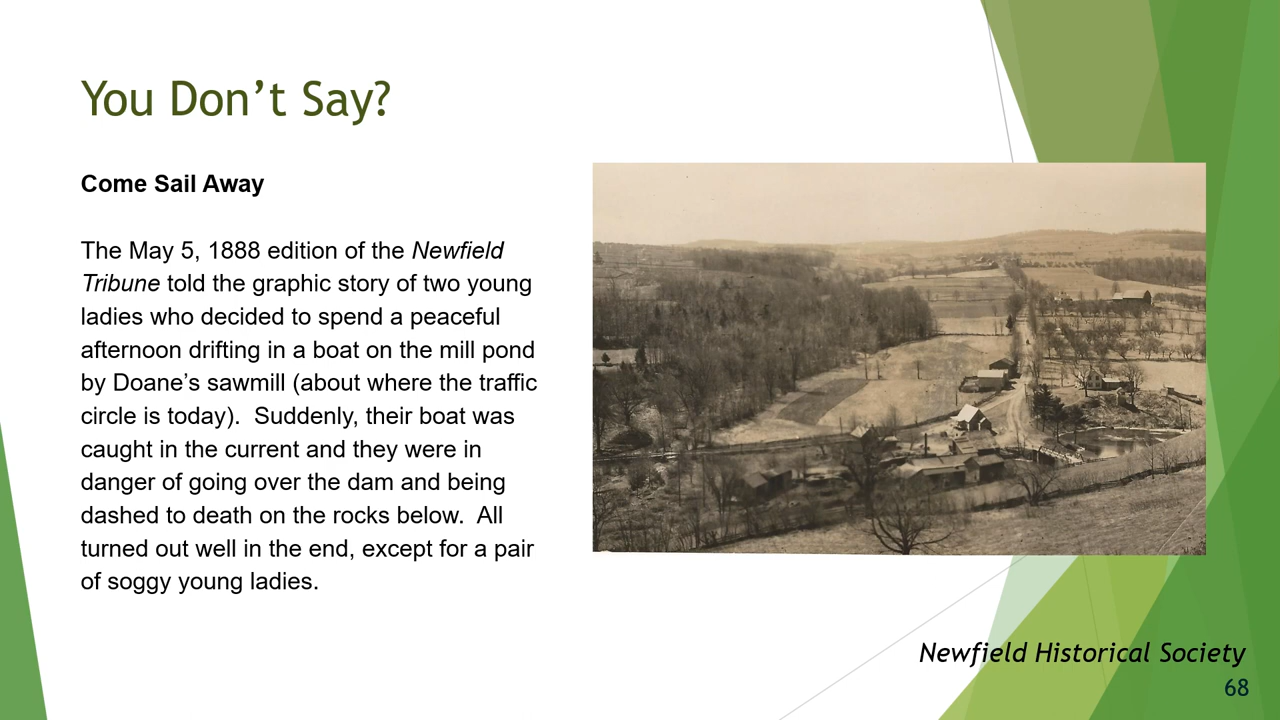 You Don’t Say?
Come Sail Away
The May 5, 1888 edition of the Newfield
Tribune told the graphic story of two young
ladies who decided to spend a peaceful
afternoon drifting in a boat on the mill pond
by Doane’s sawmill (about where the traffic
circle is today).  Suddenly, their boat was
caught in the current and they were in
danger of going over the dam and being
dashed to death on the rocks below.  All
turned out well in the end, except for a pair
of soggy young ladies.
Newfield Historical Society
68